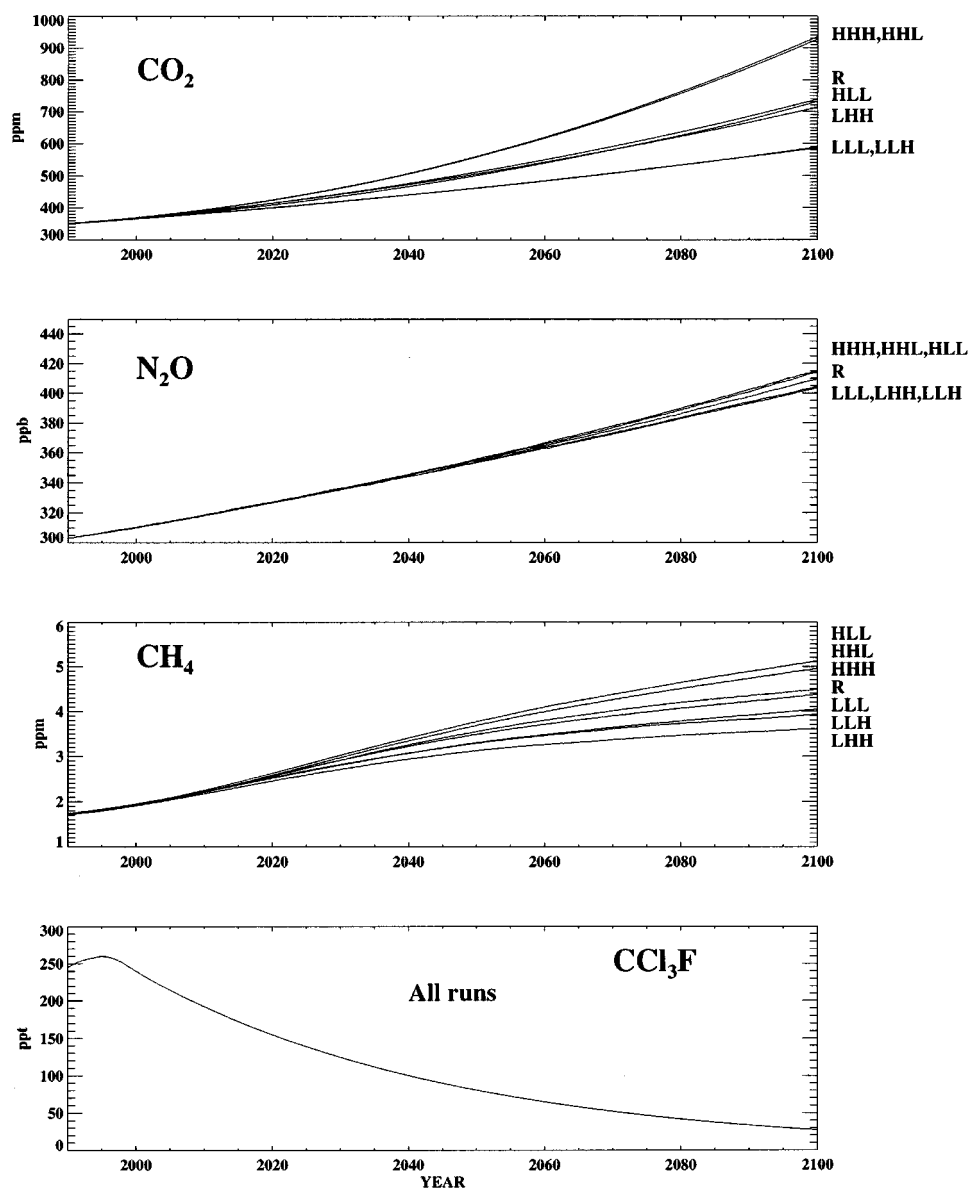 1000
900
800
700
600
500
400
300
ppm
CO₂
HHH,HHL
R
HLL
LHH
LLL,LLH
2000 2020 2040 2060 2080 2100
440
420
400
380
360
340
320
300
ppb
N₂O
HHH,HHL,HLL
R
LLL,LHH,LLH
2000 2020 2040 2060 2080 2100
6
5
4
3
2
1
ppm
CH₄
HLL
HHL
HHH
R
LLL
LLH
LHH
2000 2020 2040 2060 2080 2100
300
250
200
150
100
50
0
ppt
CCl₃F
All runs
2000 2020 2040 2060 2080 2100
YEAR